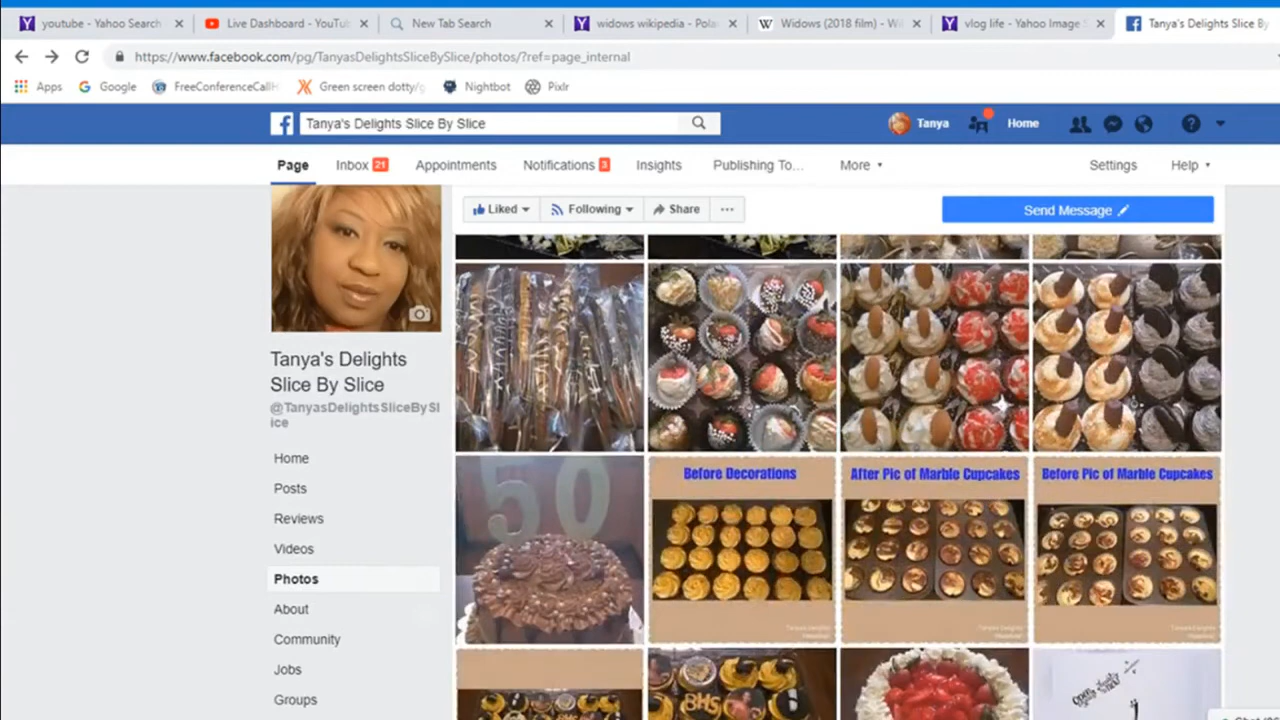 youtube - Yahoo Search
Live Dashboard - YouTu
New Tab Search
widows wikipedia - Pola
Widows (2018 film) - Wi
vlog life - Yahoo Image S
Tanya's Delights Slice By
https://www.facebook.com/pg/TanyasDelightsSliceBySlice/photos/?ref=page_internal
Apps
Google
FreeConferenceCallH
Green screen dotty/g
Nightbot
Pixlr
Tanya's Delights Slice By Slice
Tanya
Home
Page
Inbox 21
Appointments
Notifications 3
Insights
Publishing To...
More
Settings
Help
Liked
Following
Share
Send Message
Tanya's Delights
Slice By Slice
@TanyasDelightsSliceBySl
ice
Home
Posts
Reviews
Videos
Photos
About
Community
Jobs
Groups
50
Before Decorations
After Pic of Marble Cupcakes
Before Pic of Marble Cupcakes
BHS